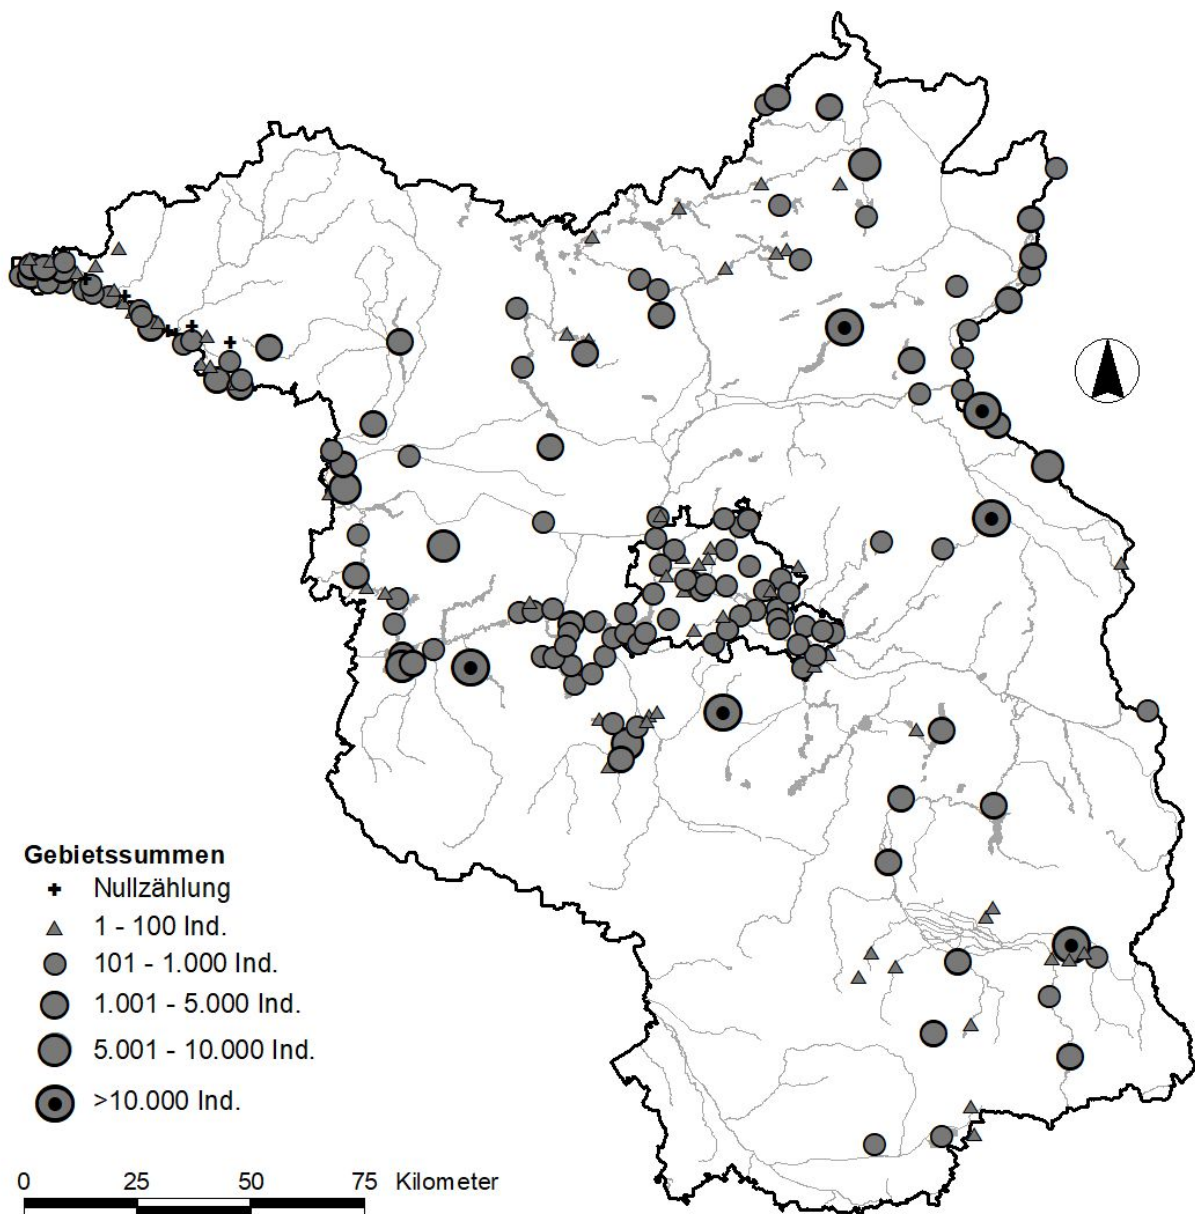 Gebietssummen
Nullzählung
1 - 100 Ind.
101 - 1.000 Ind.
1.001 - 5.000 Ind.
5.001 - 10.000 Ind.
>10.000 Ind.
0 25 50 75 Kilometer